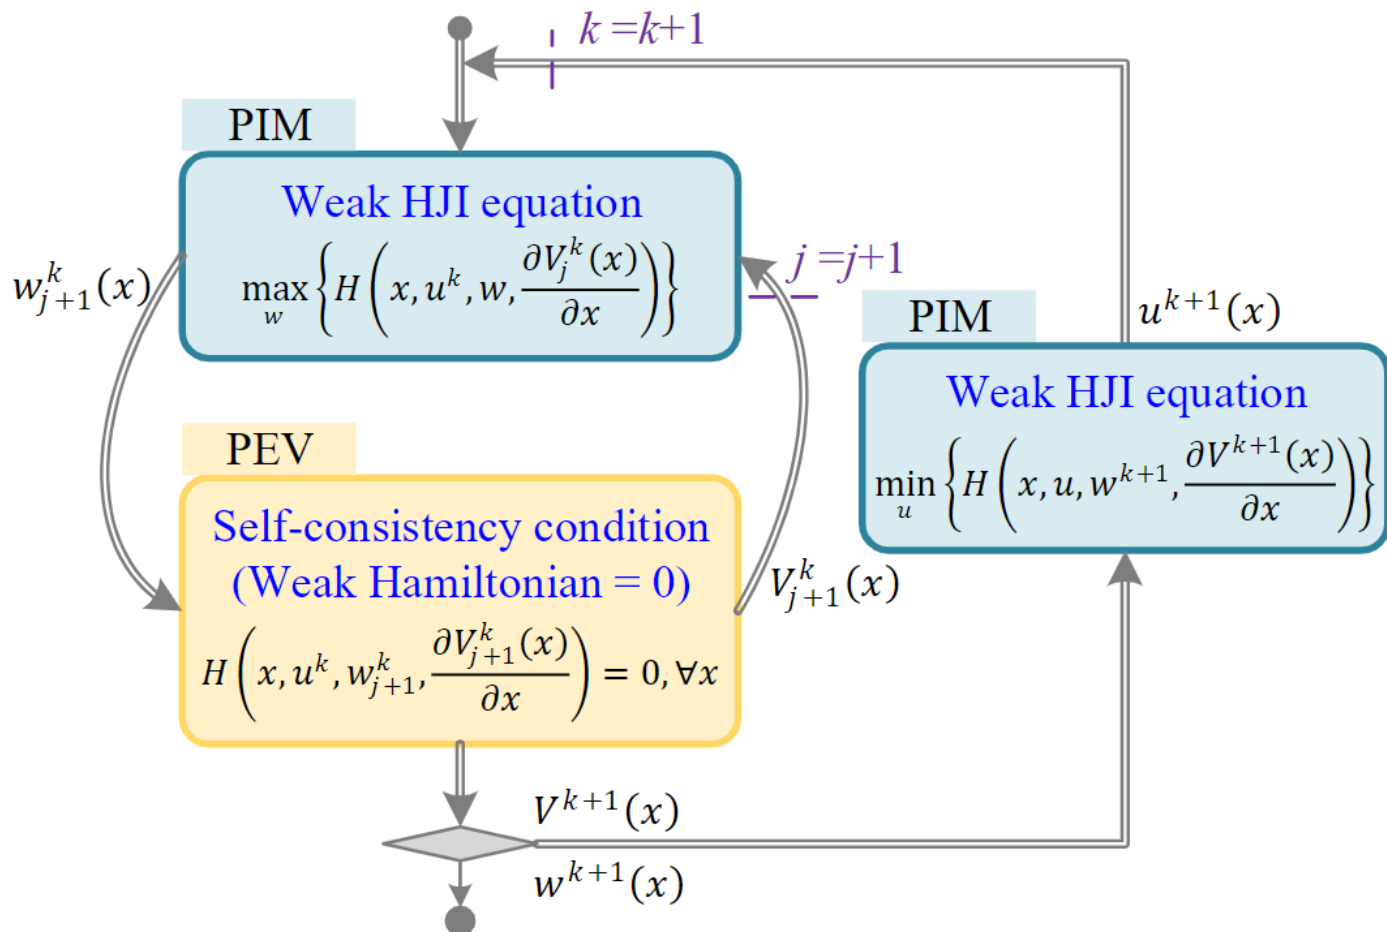 k =k+1
PIM
Weak HJI equation
max_w {H(x, u^k, w, ∂V_j^k(x)/∂x)}
w_{j+1}^k(x)
j =j+1
PIM
u^{k+1}(x)
Weak HJI equation
min_u {H(x, u, w^{k+1}, ∂V^{k+1}(x)/∂x)}
PEV
Self-consistency condition
(Weak Hamiltonian = 0)
H(x, u^k, w_{j+1}^k, ∂V_{j+1}^k(x)/∂x) = 0, ∀x
V_{j+1}^k(x)
V^{k+1}(x)
w^{k+1}(x)